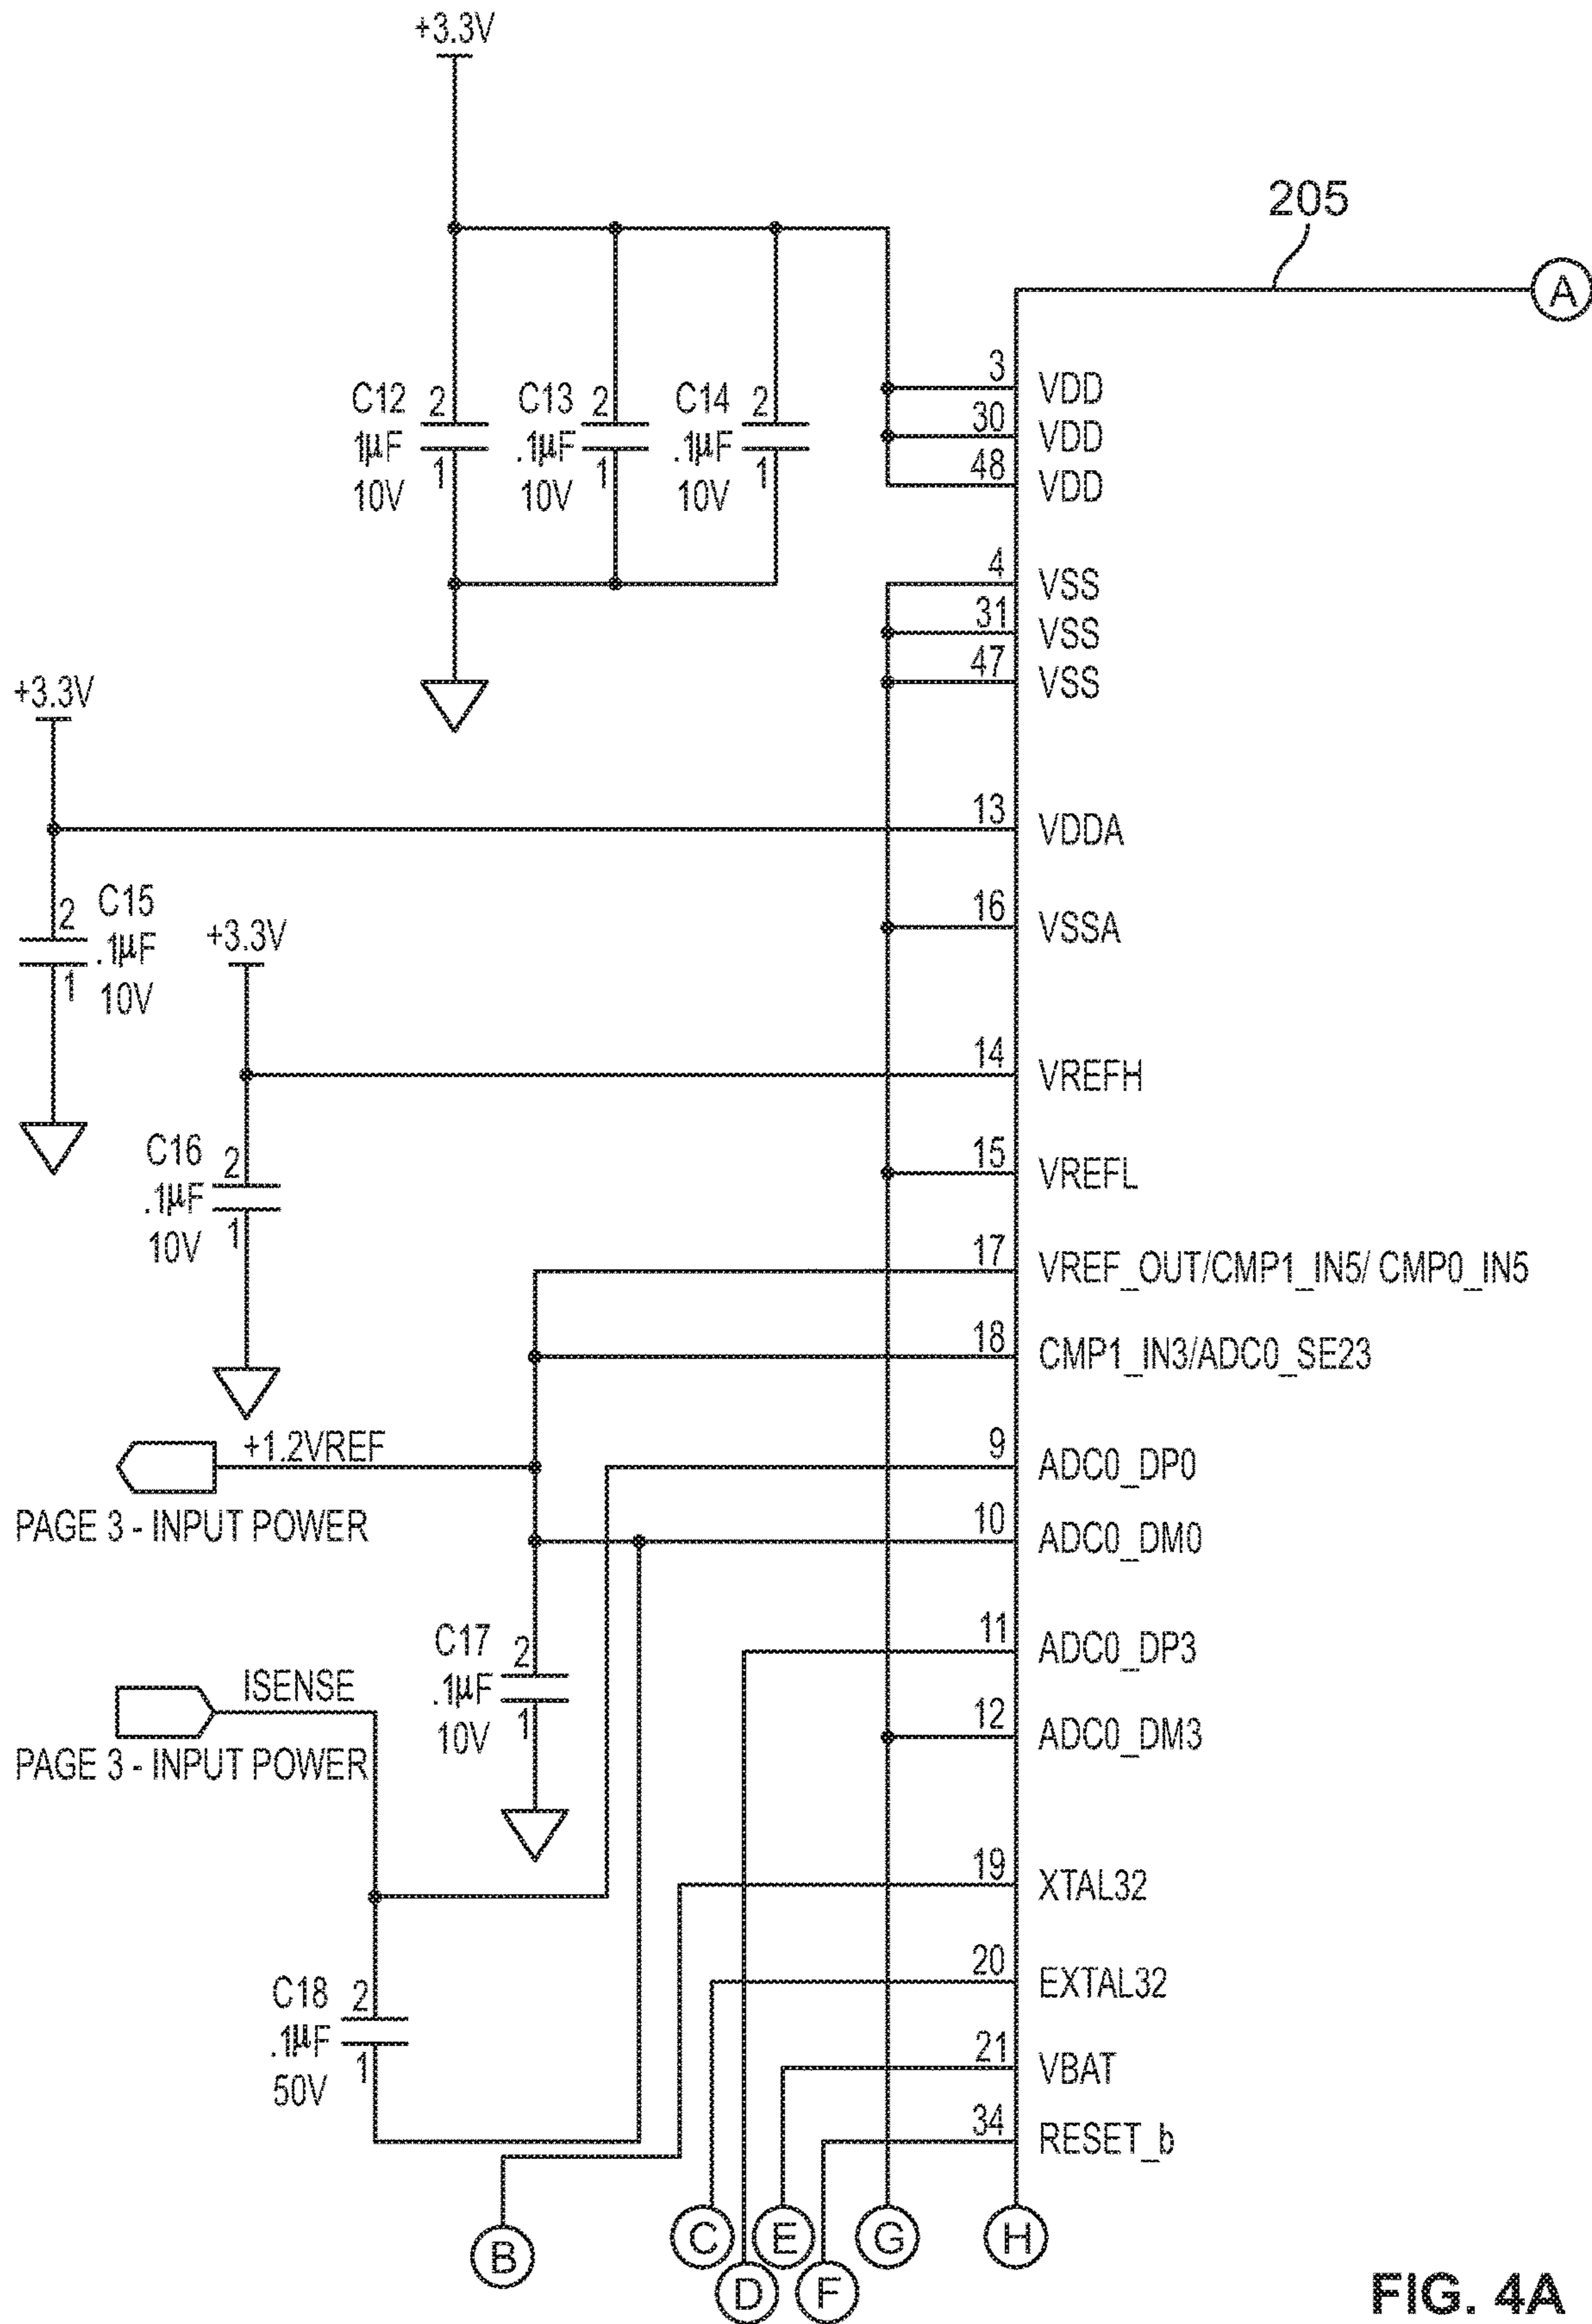 +3.3V
205
A
C12 2
1µF
1
10V
C13 2
.1µF
1
10V
C14 2
.1µF
1
10V
3 VDD
30 VDD
48 VDD
4 VSS
31 VSS
47 VSS
+3.3V
13 VDDA
2 C15
.1µF
1
10V
16 VSSA
+3.3V
14 VREFH
C16 2
.1µF
1
10V
15 VREFL
17 VREF_OUT/CMP1_IN5/ CMP0_IN5
18 CMP1_IN3/ADC0_SE23
+1.2VREF
PAGE 3 - INPUT POWER
9 ADC0_DP0
10 ADC0_DM0
C17 2
.1µF
1
10V
11 ADC0_DP3
ISENSE
PAGE 3 - INPUT POWER
12 ADC0_DM3
19 XTAL32
C18 2
.1µF
1
50V
20 EXTAL32
21 VBAT
34 RESET_b
B
C
D
E
F
G
H
FIG. 4A